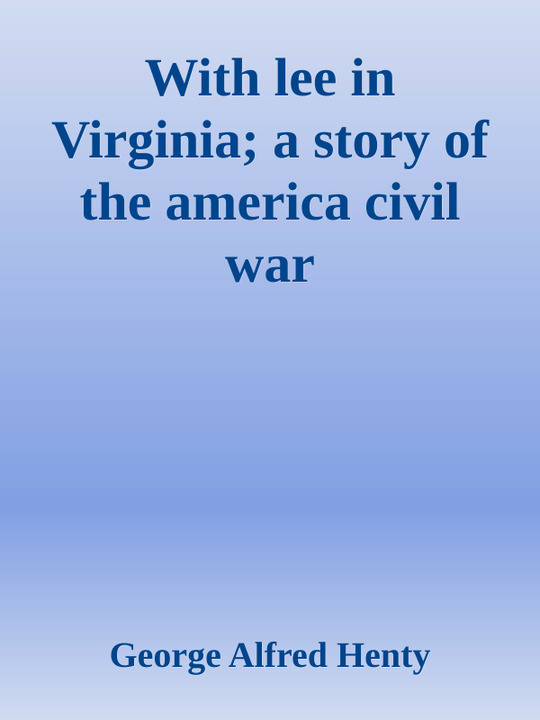 With lee in
Virginia; a story of
the america civil
war
George Alfred Henty